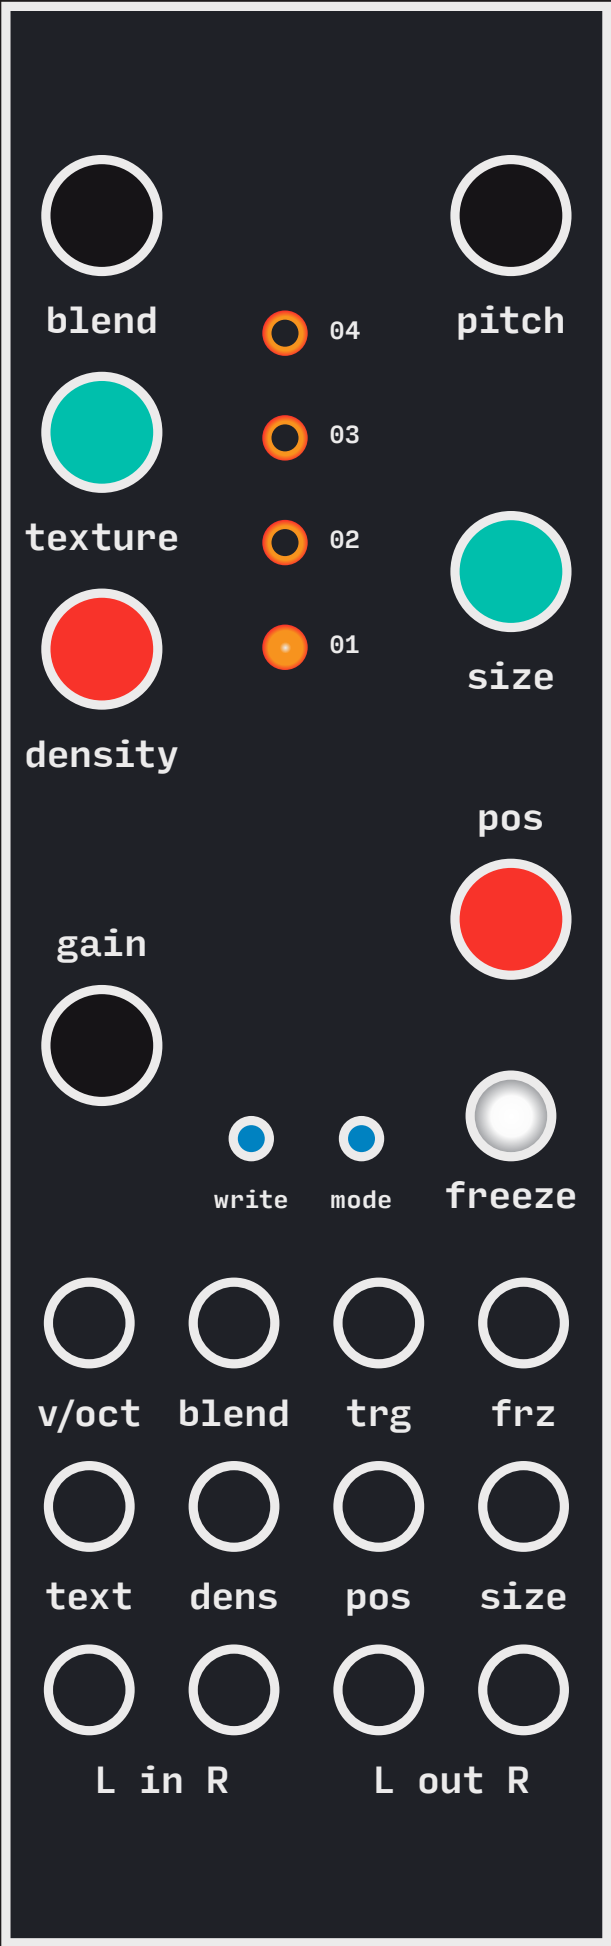 blend
pitch
04
03
texture
02
01
size
density
pos
gain
write
mode
freeze
v/oct
blend
trg
frz
text
dens
pos
size
L in R
L out R